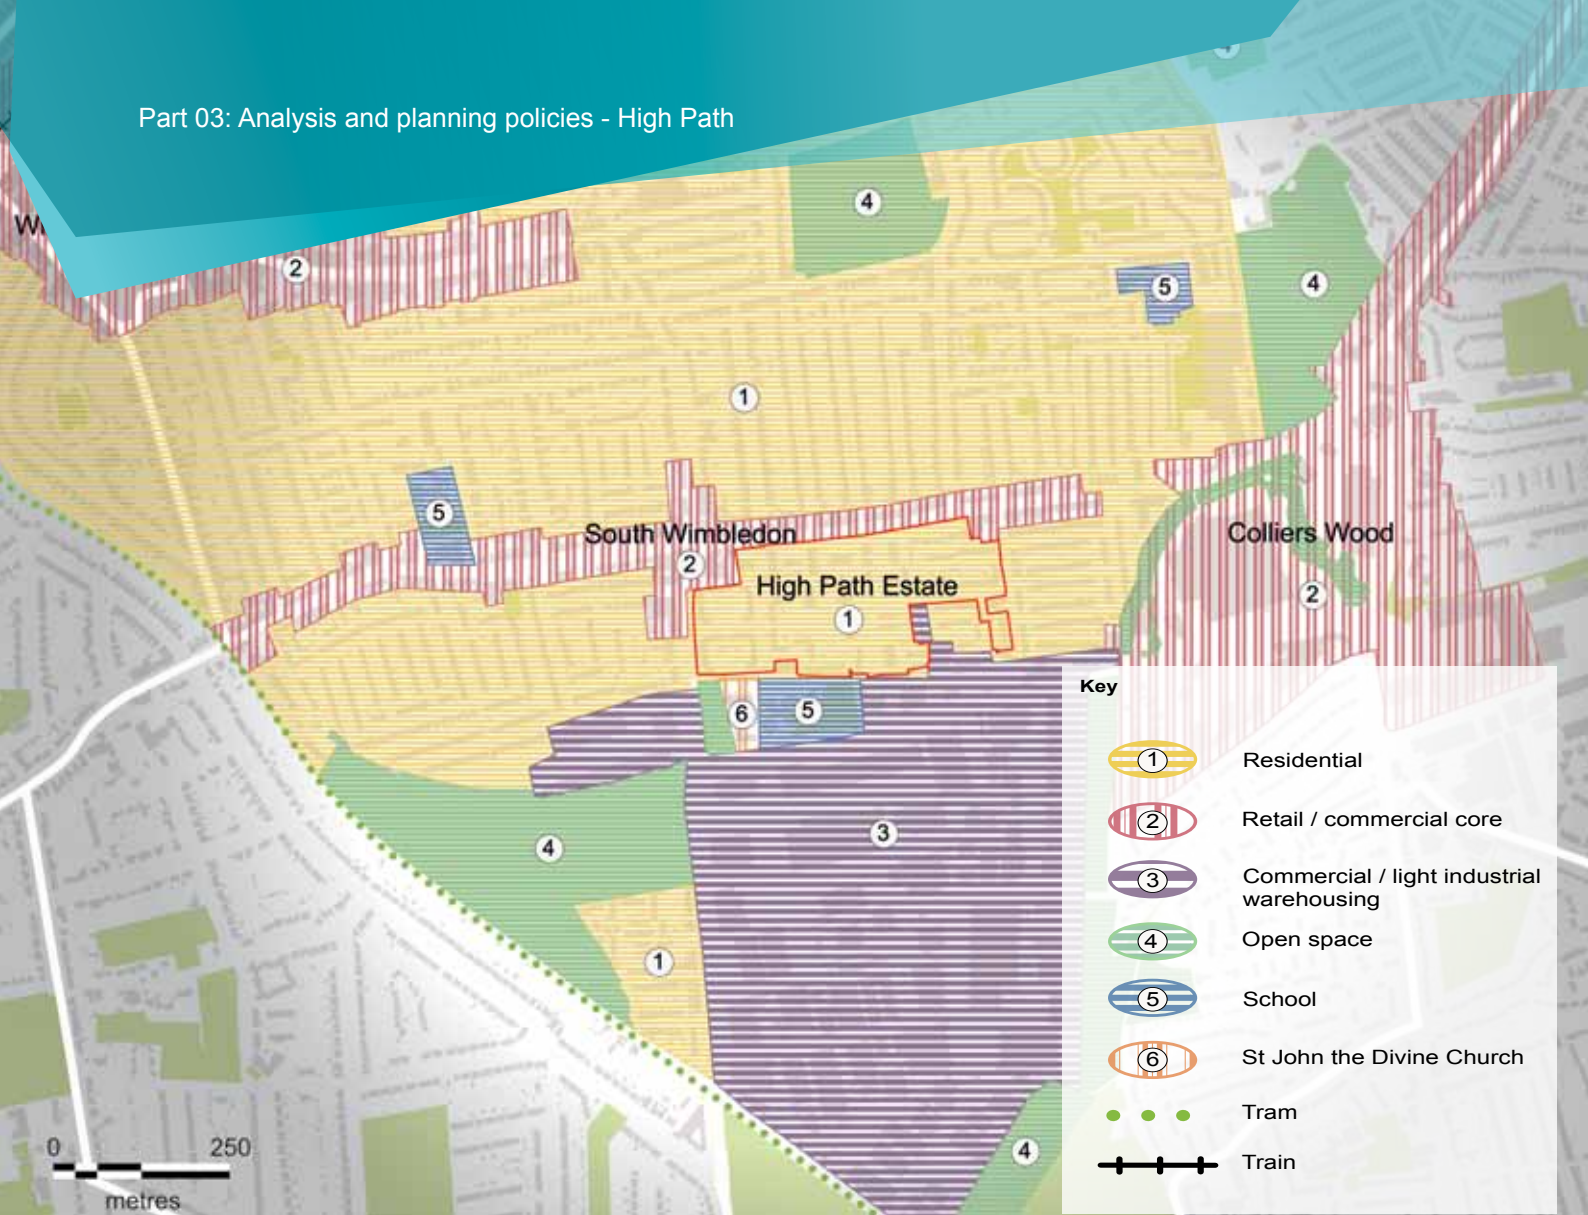 Part 03: Analysis and planning policies - High Path
4
4
W
2
5
4
1
5
South Wimbledon
Colliers Wood
2
High Path Estate
2
1
Key
6
5
1
Residential
2
Retail / commercial core
3
4
3
Commercial / light industrial
warehousing
4
Open space
1
5
School
6
St John the Divine Church
Tram
0
250
4
Train
metres